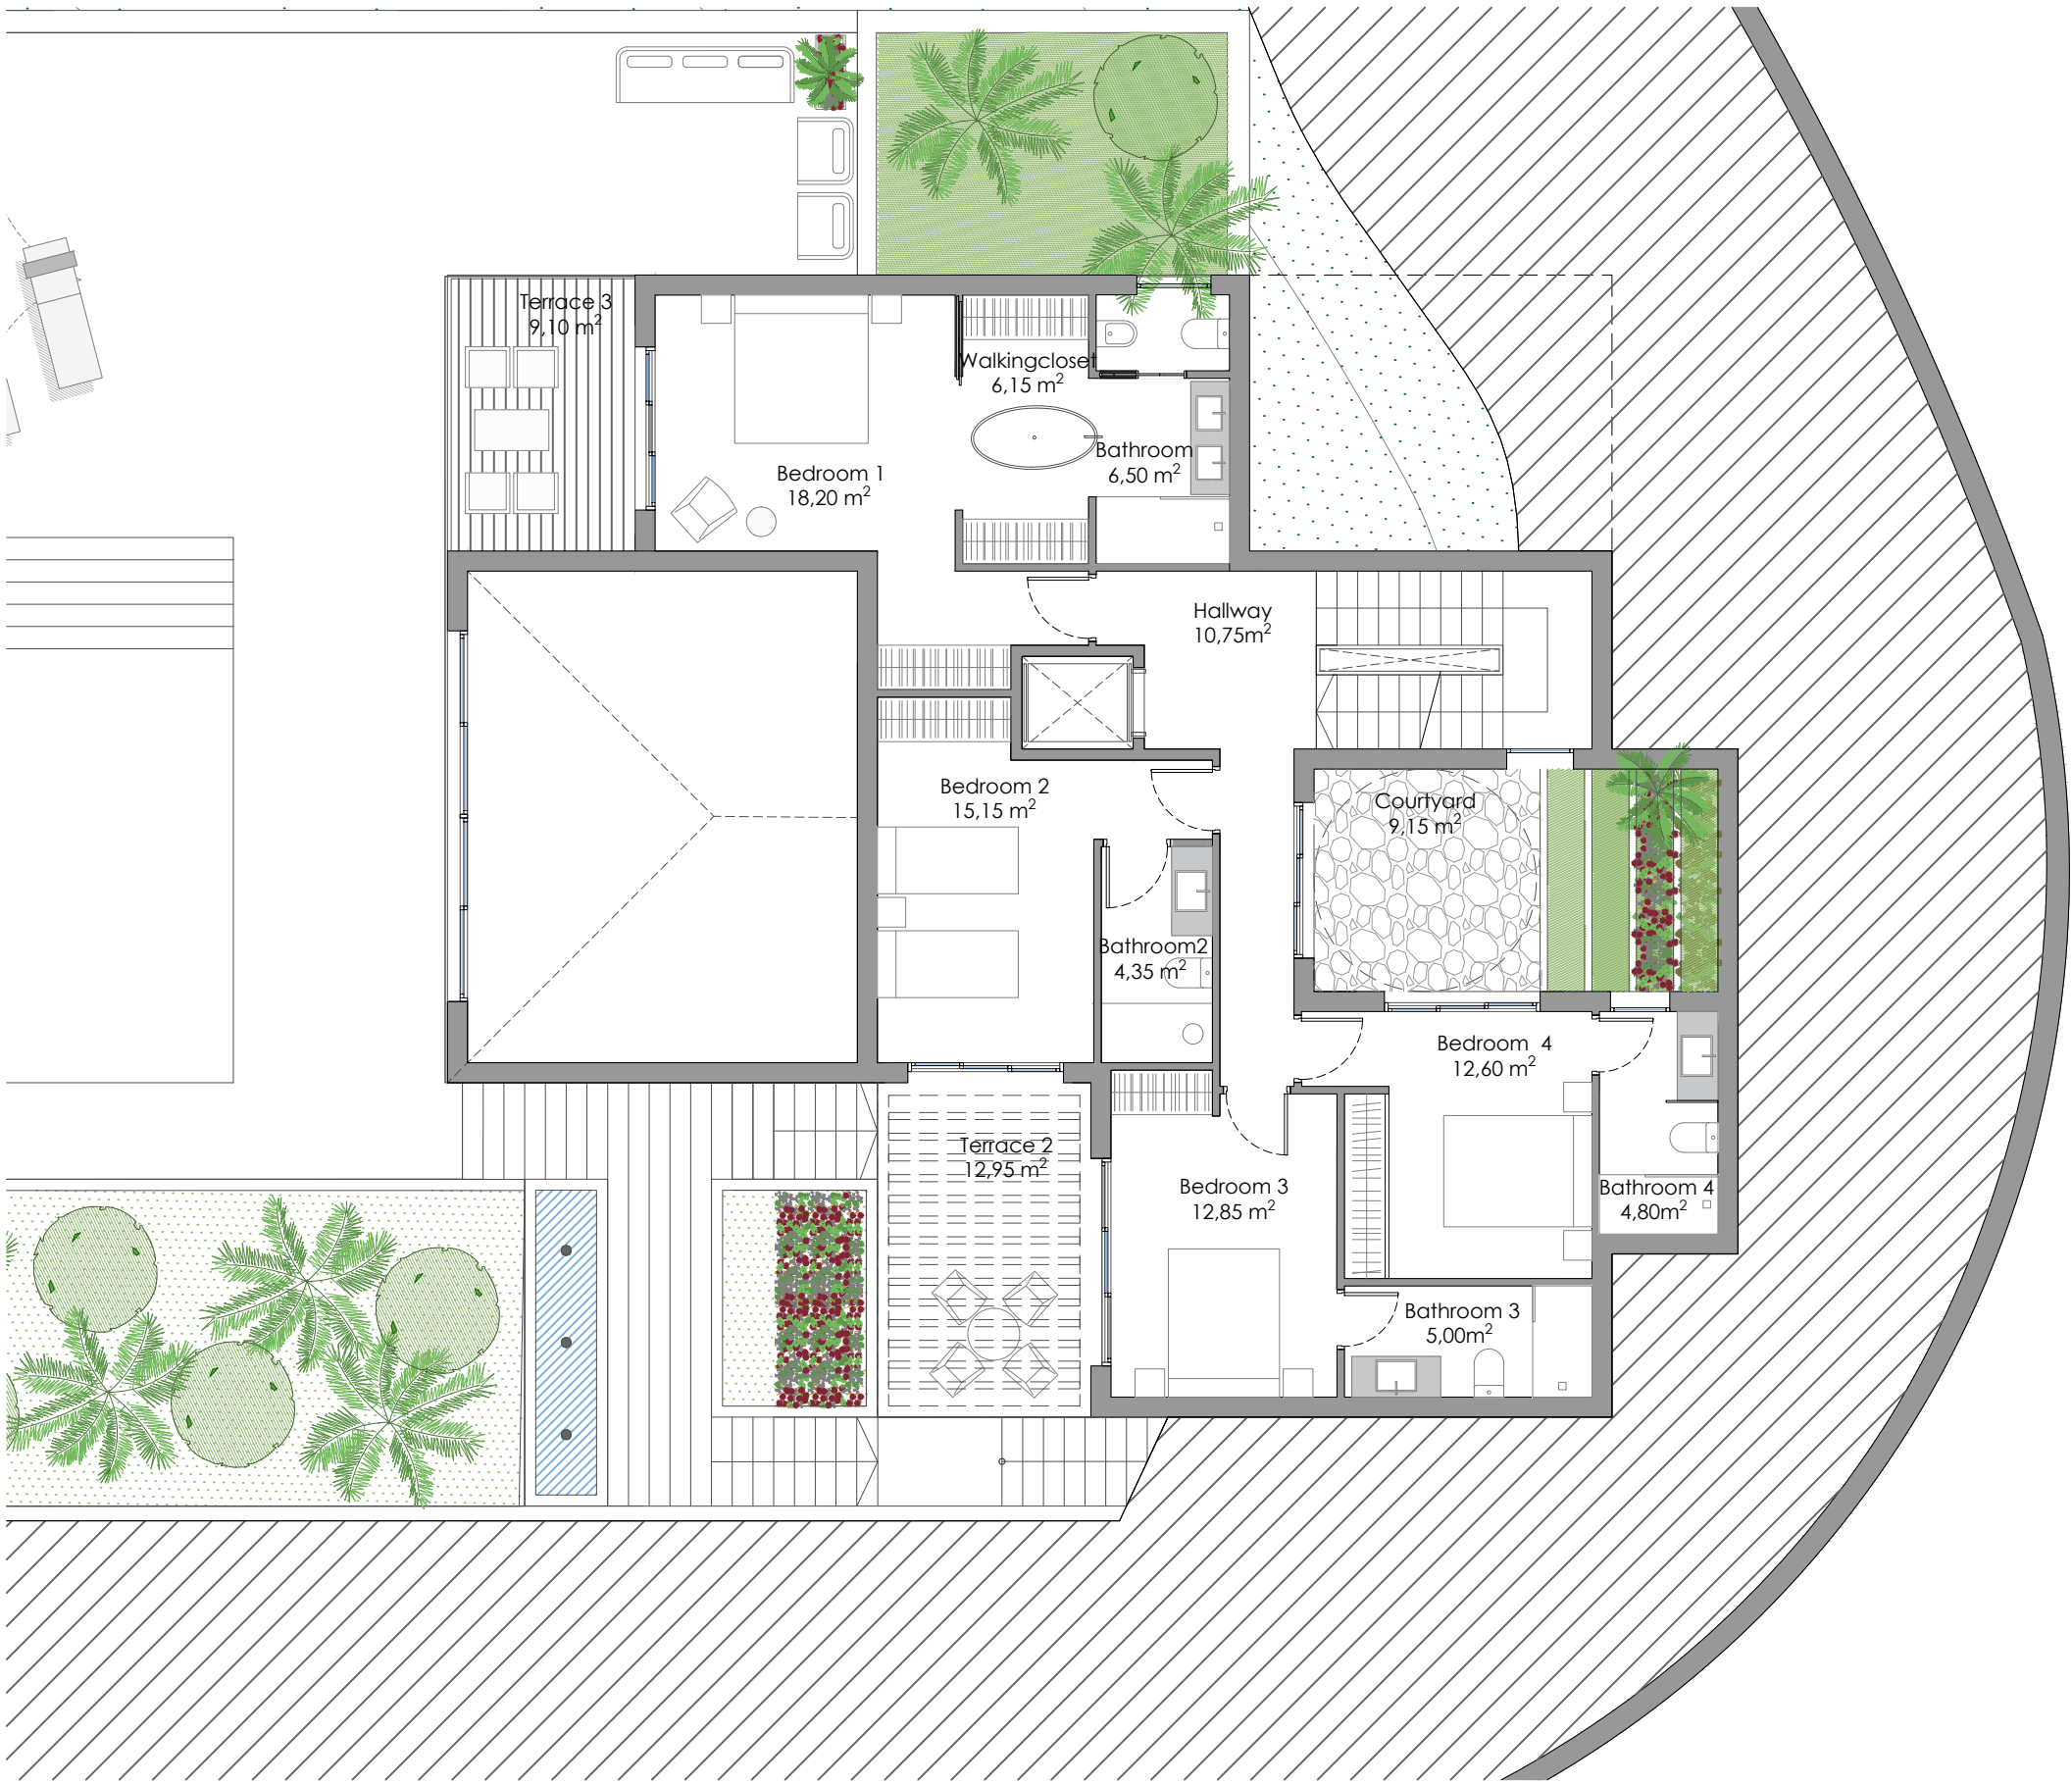 Terrace 3
9,10 m²
Walkingcloset
6,15 m²
Bathroom
6,50 m²
Bedroom 1
18,20 m²
Hallway
10,75m²
Bedroom 2
15,15 m²
Courtyard
9,15 m²
Bathroom2
4,35 m²
Bedroom 4
12,60 m²
Terrace 2
12,95 m²
Bedroom 3
12,85 m²
Bathroom 4
4,80m²
Bathroom 3
5,00m²